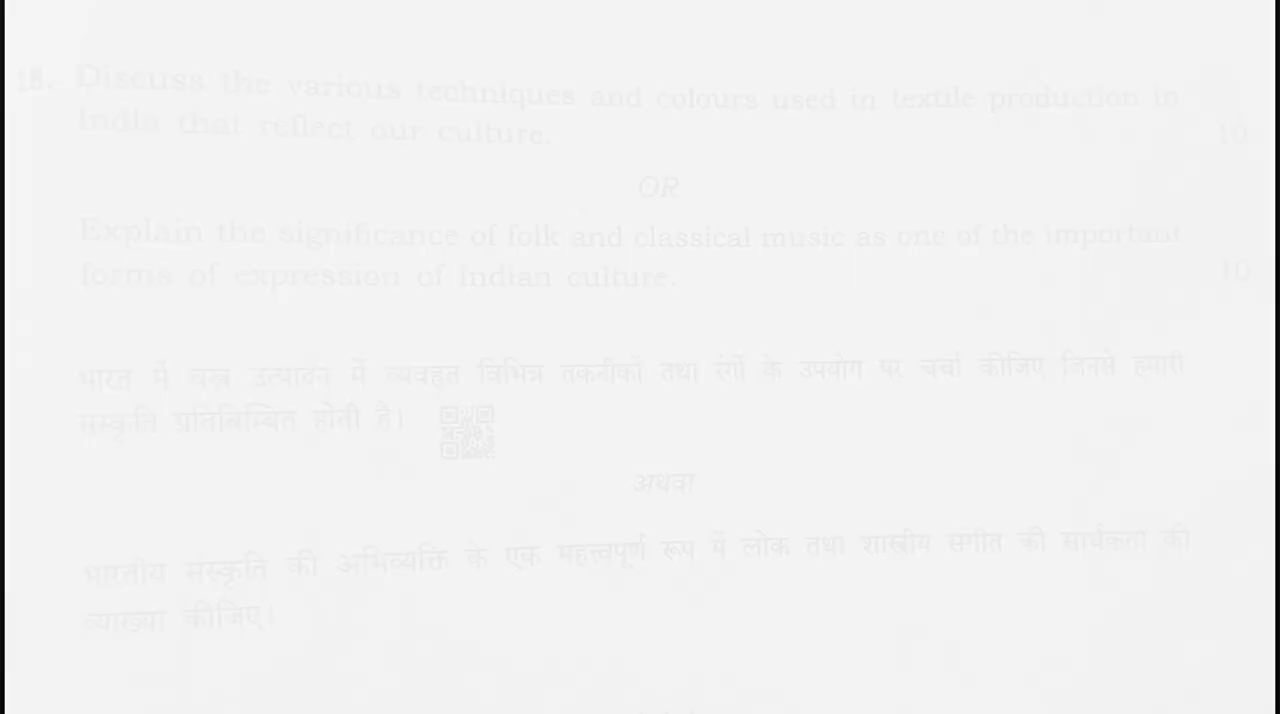 18. Discuss the various techniques and colours used in textile production in
India that reflect our culture. 10
OR
Explain the significance of folk and classical music as one of the important
forms of expression of Indian culture. 10
भारत में वस्त्र उत्पादन में व्यवहृत विभिन्न तकनीकों तथा रंगों के उपयोग पर चर्चा कीजिए जिनसे हमारी
संस्कृति प्रतिबिम्बित होती है।
अथवा
भारतीय संस्कृति की अभिव्यक्ति के एक महत्त्वपूर्ण रूप में लोक तथा शास्त्रीय संगीत की सार्थकता की
व्याख्या कीजिए।